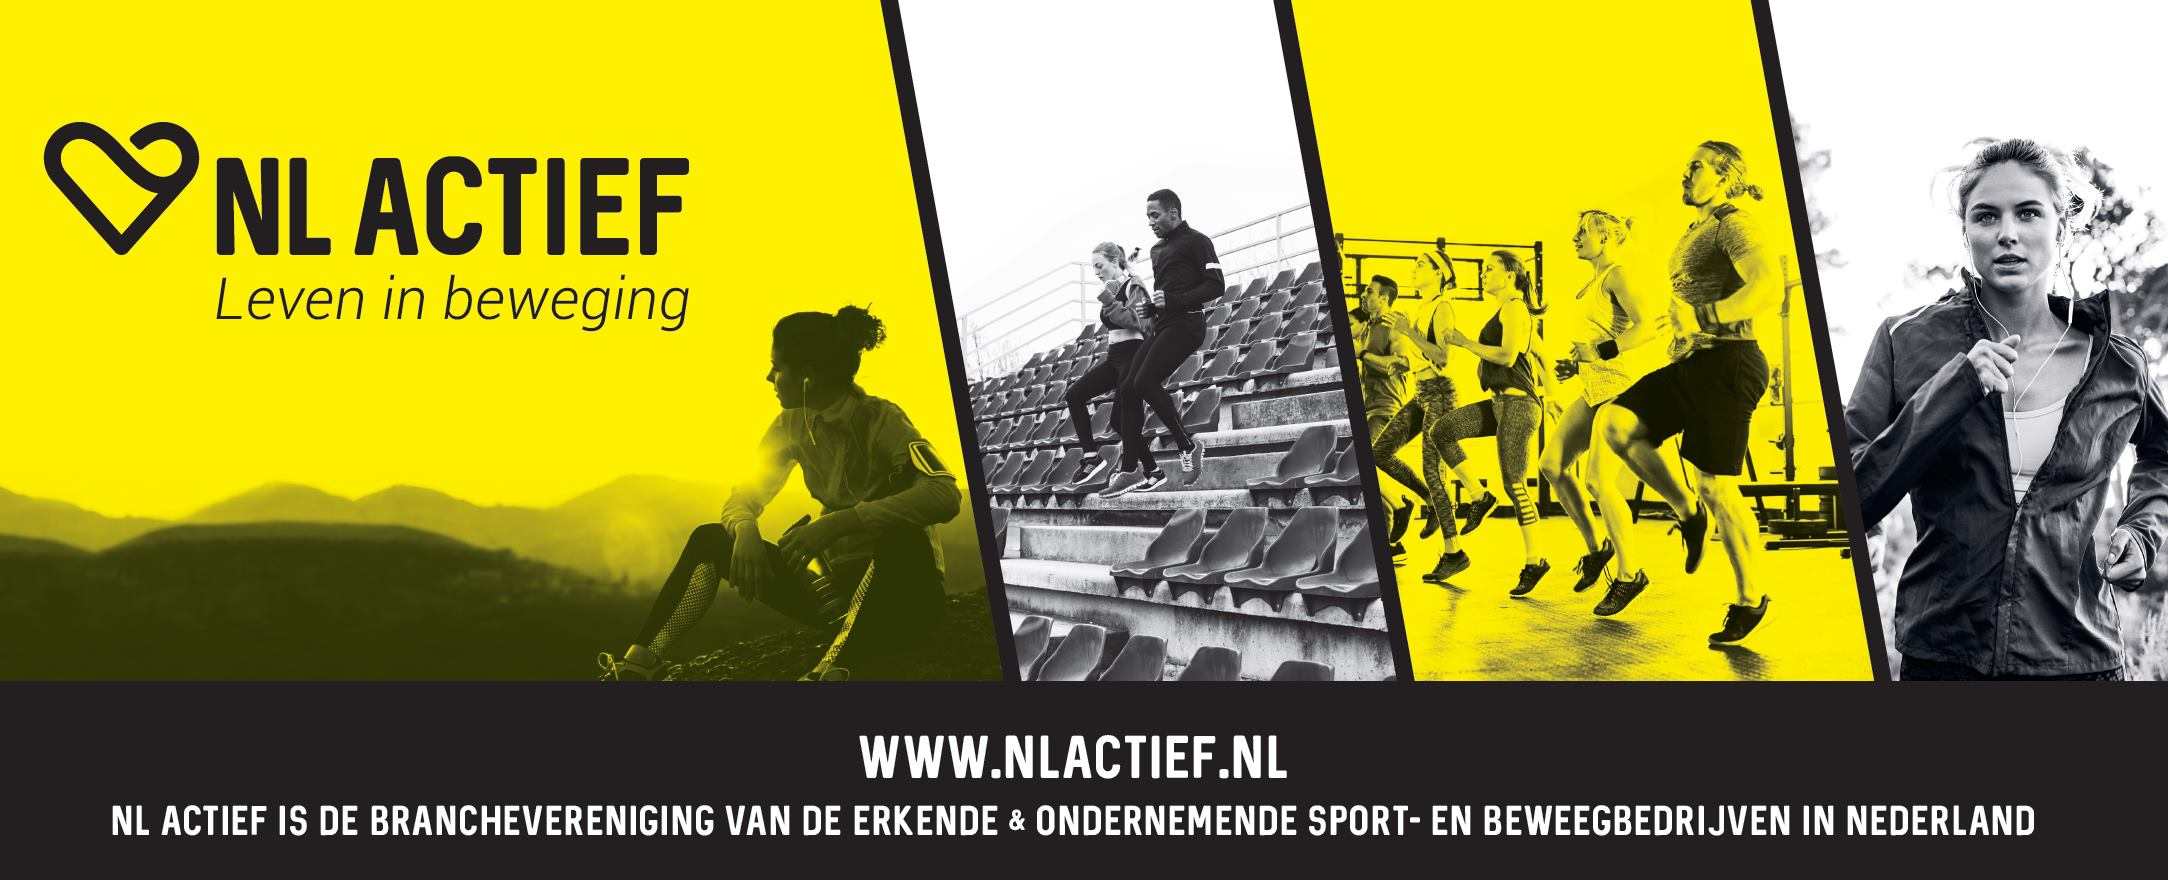 NL ACTIEF
Leven in beweging
WWW.NLACTIEF.NL
NL ACTIEF IS DE BRANCHEVERENIGING VAN DE ERKENDE & ONDERNEMENDE SPORT- EN BEWEEGBEDRIJVEN IN NEDERLAND